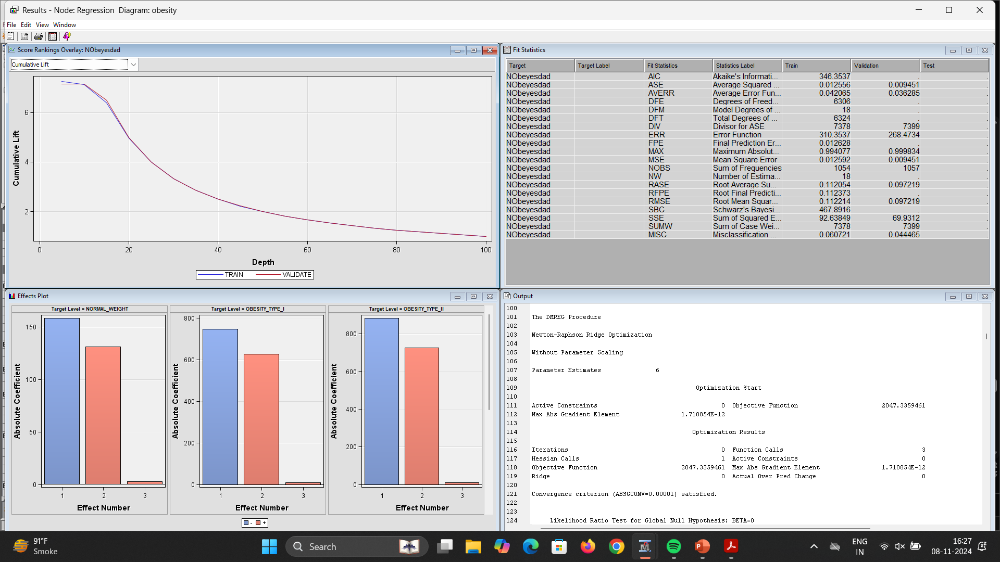 Results - Node: Regression  Diagram: obesity
File Edit View Window
Score Rankings Overlay: NObeyesdad
Cumulative Lift
Cumulative Lift
6
4
2
0 20 40 60 80 100
Depth
TRAIN VALIDATE
Fit Statistics
Target Target Label Fit Statistics Statistics Label Train Validation Test
NObeyesdad AIC Akaike's Informati... 346.3537 . .
NObeyesdad ASE Average Squared ... 0.012556 0.009451 .
NObeyesdad AVERR Average Error Fun... 0.042065 0.036285 .
NObeyesdad DFE Degrees of Freed... 6306 . .
NObeyesdad DFM Model Degrees of ... 18 . .
NObeyesdad DFT Total Degrees of ... 6324 . .
NObeyesdad DIV Divisor for ASE 7378 7399 .
NObeyesdad ERR Error Function 310.3537 268.4734 .
NObeyesdad FPE Final Prediction Er... 0.012628 . .
NObeyesdad MAX Maximum Absolut... 0.994077 0.999834 .
NObeyesdad MSE Mean Square Error 0.012592 0.009451 .
NObeyesdad NOBS Sum of Frequencies 1054 1057 .
NObeyesdad NW Number of Estima... 18 . .
NObeyesdad RASE Root Average Su... 0.112054 0.097219 .
NObeyesdad RFPE Root Final Predicti... 0.112373 . .
NObeyesdad RMSE Root Mean Squar... 0.112214 0.097219 .
NObeyesdad SBC Schwarz's Bayesi... 467.8916 . .
NObeyesdad SSE Sum of Squared E... 92.63849 69.9312 .
NObeyesdad SUMW Sum of Case Wei... 7378 7399 .
NObeyesdad MISC Misclassification ... 0.060721 0.044465 .
Effects Plot
Target Level = NORMAL_WEIGHT
Absolute Coefficient
150
100
50
0
1 2 3
Effect Number
Target Level = OBESITY_TYPE_I
Absolute Coefficient
800
600
400
200
0
1 2 3
Effect Number
Target Level = OBESITY_TYPE_II
Absolute Coefficient
800
600
400
200
0
1 2 3
Effect Number
- +
Output
100
101 The DMREG Procedure
102
103 Newton-Raphson Ridge Optimization
104
105 Without Parameter Scaling
106
107 Parameter Estimates 6
108
109 Optimization Start
110
111 Active Constraints 0 Objective Function 2047.3359461
112 Max Abs Gradient Element 1.710854E-12
113
114 Optimization Results
115
116 Iterations 0 Function Calls 3
117 Hessian Calls 1 Active Constraints 0
118 Objective Function 2047.3359461 Max Abs Gradient Element 1.710854E-12
119 Ridge 0 Actual Over Pred Change 0
120
121 Convergence criterion (ABSGCONV=0.00001) satisfied.
122
123
124 Likelihood Ratio Test for Global Null Hypothesis: BETA=0
91°F
Smoke
Search
ENG
IN
16:27
08-11-2024